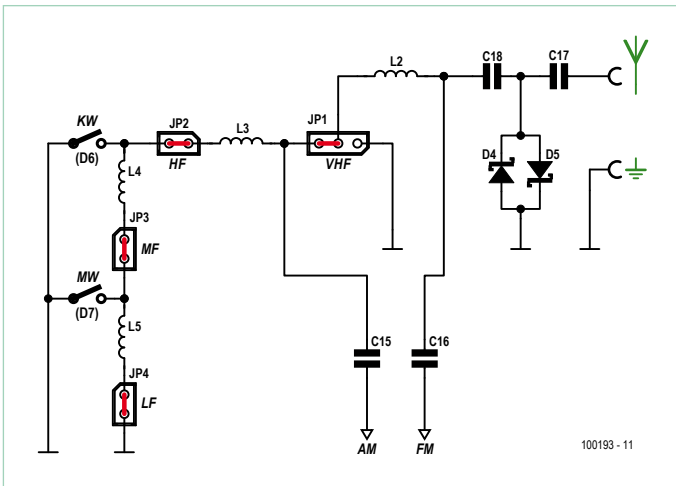 C18
C17
L2
KW
JP2
L3
JP1
(D6)
HF
VHF
D4
D5
L4
JP3
MF
MW
(D7)
L5
C15
C16
JP4
LF
AM
FM
100193 - 11